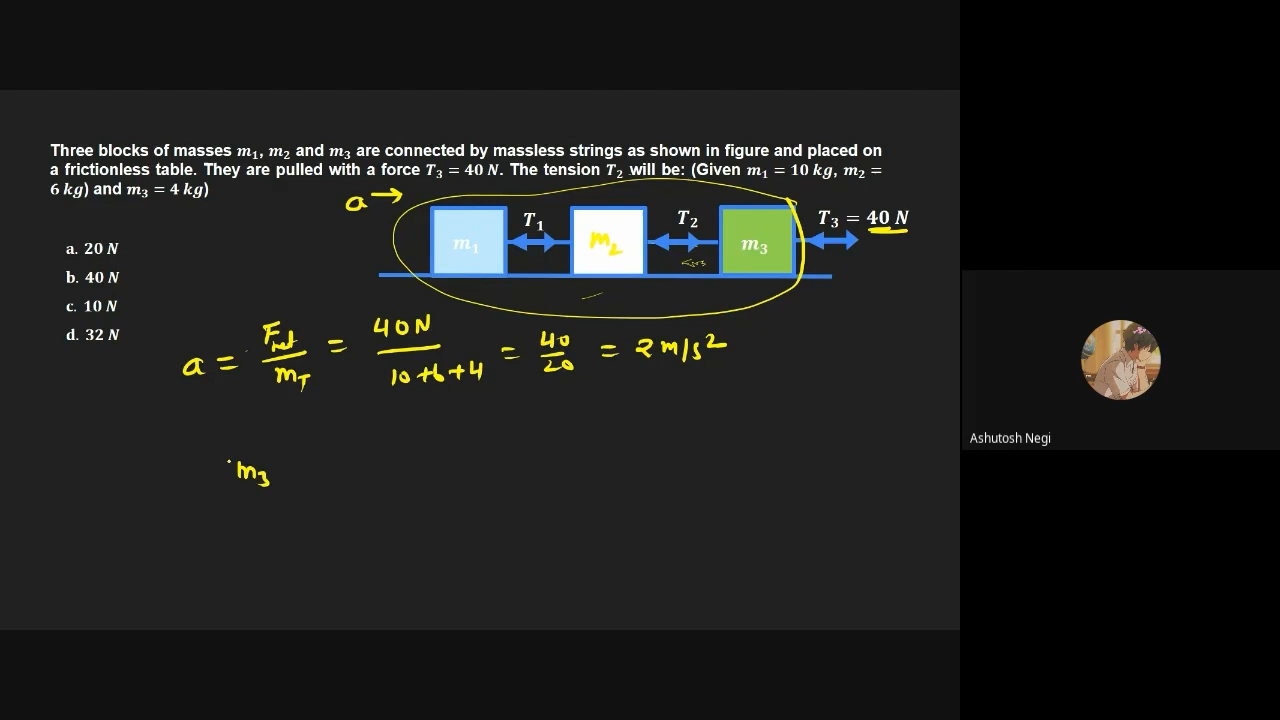 Three blocks of masses m₁, m₂ and m₃ are connected by massless strings as shown in figure and placed on
a frictionless table. They are pulled with a force T₃ = 40 N. The tension T₂ will be: (Given m₁ = 10 kg, m₂ =
6 kg) and m₃ = 4 kg)
a →
m₁ T₁ m₂ T₂ m₃ T₃ = 40 N
a. 20 N
b. 40 N
c. 10 N
d. 32 N
a = F_net / m_T = 40N / 10+6+4 = 40/20 = 2 m/s²
m₃
Ashutosh Negi